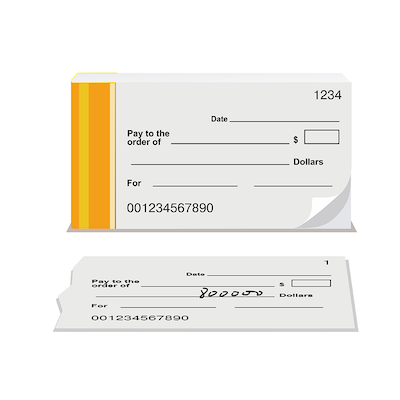 1234
Date
Pay to the
order of $
Dollars
For
001234567890
1
Date
Pay to the
order of $
800000 Dollars
For
001234567890